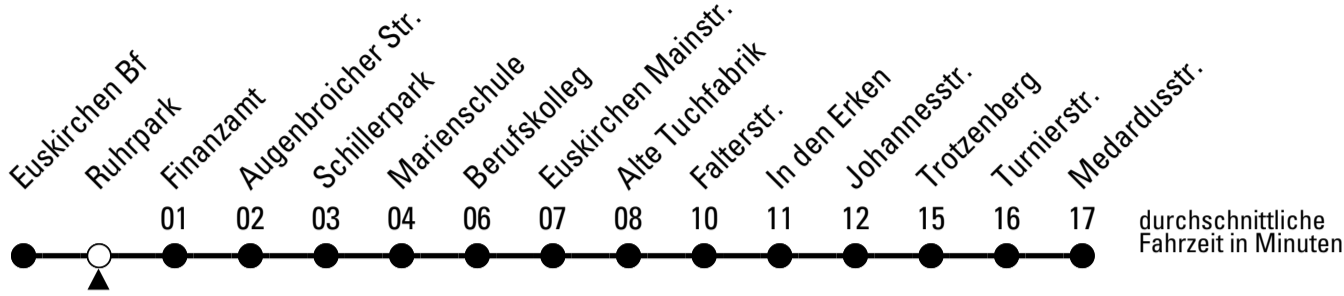 Euskirchen Bf
Ruhrpark
Finanzamt
Augenbroicher Str.
Schillerpark
Marienschule
Berufskolleg
Euskirchen Mainstr.
Alte Tuchfabrik
Falterstr.
In den Erken
Johannesstr.
Trotzenberg
Turnierstr.
Medardusstr.
01 02 03 04 06 07 08 10 11 12 15 16 17
durchschnittliche
Fahrzeit in Minuten